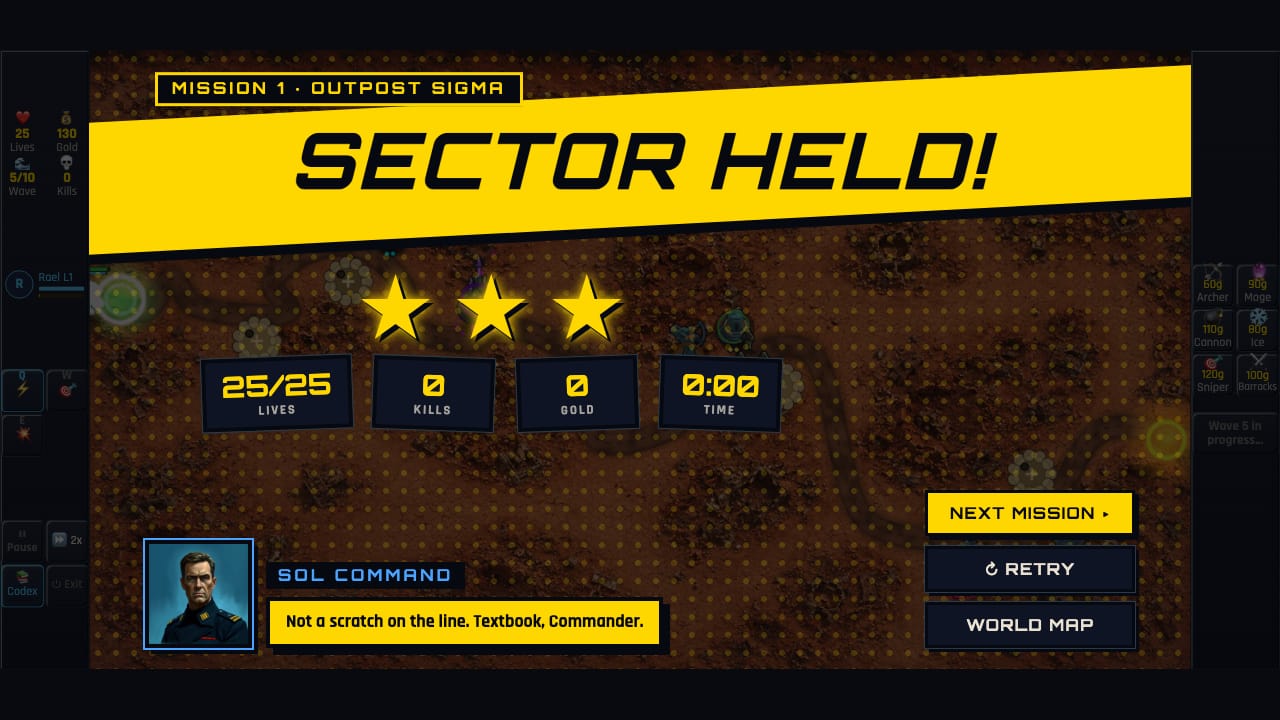 MISSION 1 · OUTPOST SIGMA
SECTOR HELD!
25
Lives
130
Gold
5/10
Wave
0
Kills
R
Rael L1
Q
W
E
25/25
LIVES
0
KILLS
0
GOLD
0:00
TIME
60g
Archer
90g
Mage
110g
Cannon
80g
Ice
120g
Sniper
100g
Barracks
Wave 5 in
progress...
Pause
2x
Codex
Exit
SOL COMMAND
Not a scratch on the line. Textbook, Commander.
NEXT MISSION ▸
↻ RETRY
WORLD MAP